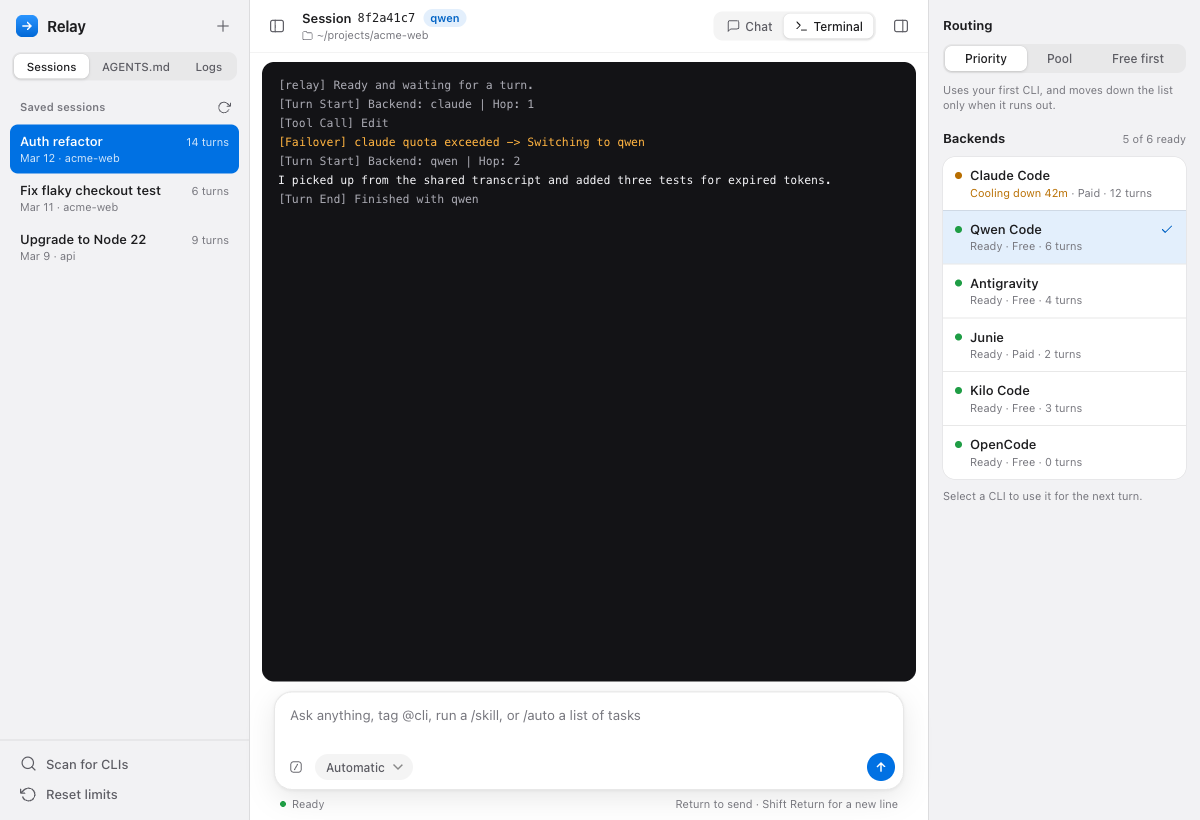 Relay
Sessions AGENTS.md Logs
Saved sessions
Auth refactor 14 turns
Mar 12 · acme-web
Fix flaky checkout test 6 turns
Mar 11 · acme-web
Upgrade to Node 22 9 turns
Mar 9 · api
Scan for CLIs
Reset limits
Session 8f2a41c7 qwen
~/projects/acme-web
Chat Terminal
[relay] Ready and waiting for a turn.
[Turn Start] Backend: claude | Hop: 1
[Tool Call] Edit
[Failover] claude quota exceeded -> Switching to qwen
[Turn Start] Backend: qwen | Hop: 2
I picked up from the shared transcript and added three tests for expired tokens.
[Turn End] Finished with qwen
Ask anything, tag @cli, run a /skill, or /auto a list of tasks
Automatic
Ready
Return to send · Shift Return for a new line
Routing
Priority Pool Free first
Uses your first CLI, and moves down the list
only when it runs out.
Backends 5 of 6 ready
Claude Code
Cooling down 42m · Paid · 12 turns
Qwen Code
Ready · Free · 6 turns
Antigravity
Ready · Free · 4 turns
Junie
Ready · Paid · 2 turns
Kilo Code
Ready · Free · 3 turns
OpenCode
Ready · Free · 0 turns
Select a CLI to use it for the next turn.